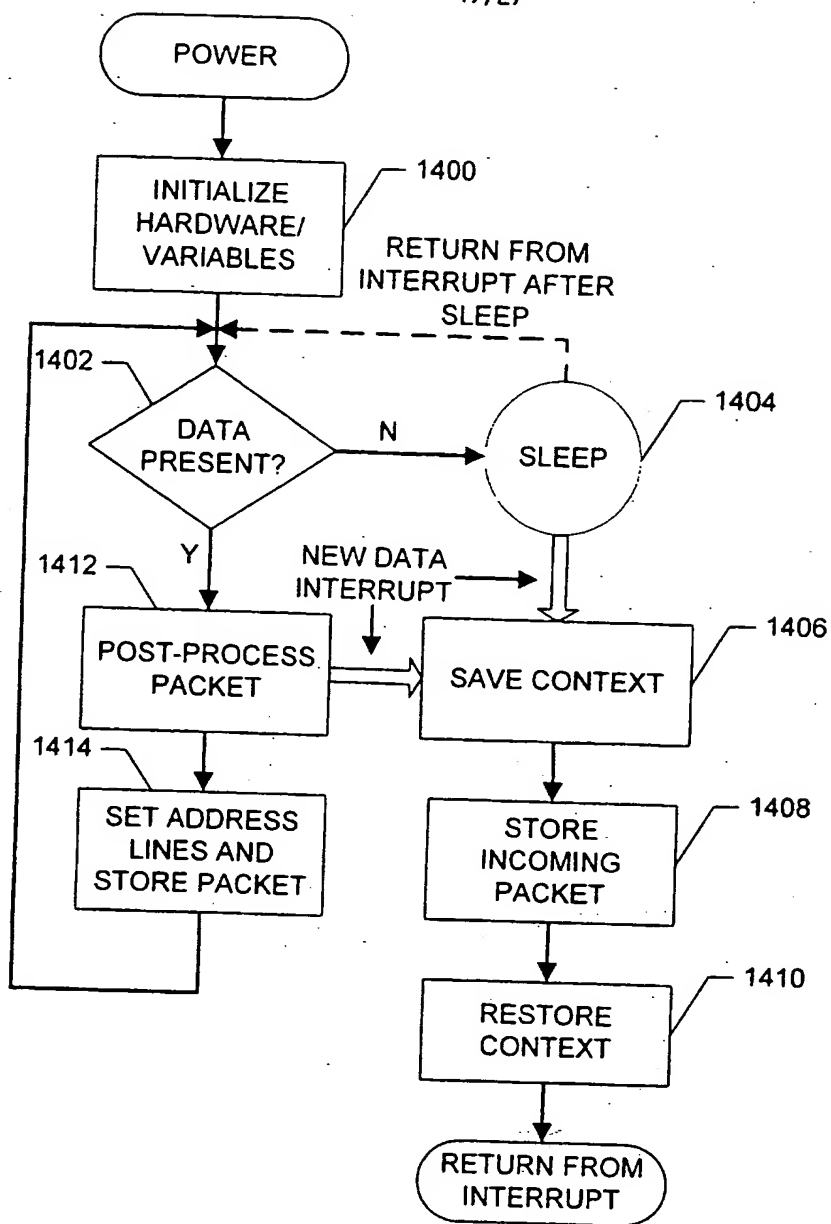 POWER
1400
INITIALIZE
HARDWARE/
VARIABLES
RETURN FROM
INTERRUPT AFTER
SLEEP
1402
DATA
PRESENT?
N
SLEEP
1404
Y
1412
NEW DATA
INTERRUPT
POST-PROCESS
PACKET
SAVE CONTEXT
1406
1414
SET ADDRESS
LINES AND
STORE PACKET
STORE
INCOMING
PACKET
1408
RESTORE
CONTEXT
1410
RETURN FROM
INTERRUPT